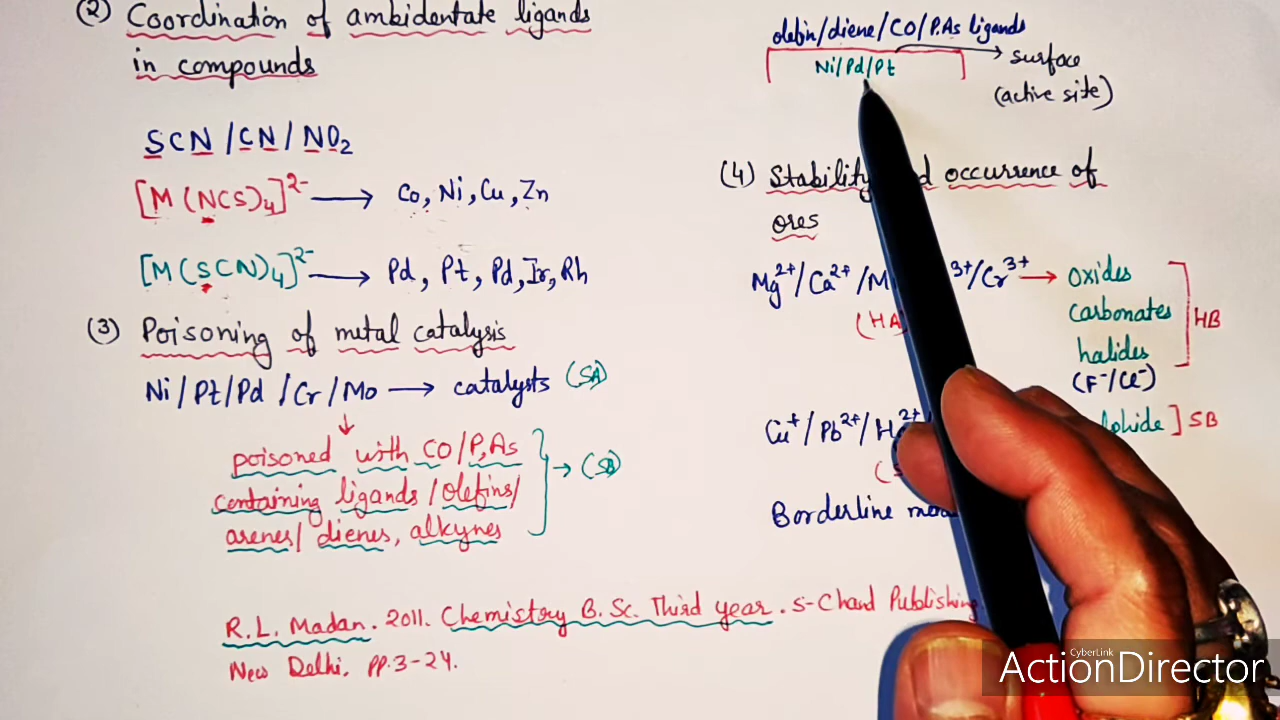 (2) Coordination of ambidentate ligands
in compounds
SCN / CN / NO2
[M(NCS)4]2- → Co, Ni, Cu, Zn
[M(SCN)4]2- → Pd, Pt, Pd, Ir, Rh
(3) Poisoning of metal catalysis
Ni / Pt / Pd / Cr / Mo → catalysts (SA)
↓
poisoned with CO/P,As
containing ligands / olefins /
arenes / dienes, alkynes
→ (SB)
R.L. Madan. 2011. Chemistry B.Sc. Third year. S-Chand Publishing
New Delhi. pp.3-24.
olefin/diene/CO/P,As ligands
Ni/Pd/Pt
→ surface
(active site)
(4) Stability occurrence of
ores
Mg2+/Ca2+/M 3+/Cr3+ → oxides
carbonates
halides
(F-/Cl-)
HB
(HA
Cu+/Pb2+/Hg2+/
] SB
Borderline
CyberLink
ActionDirector